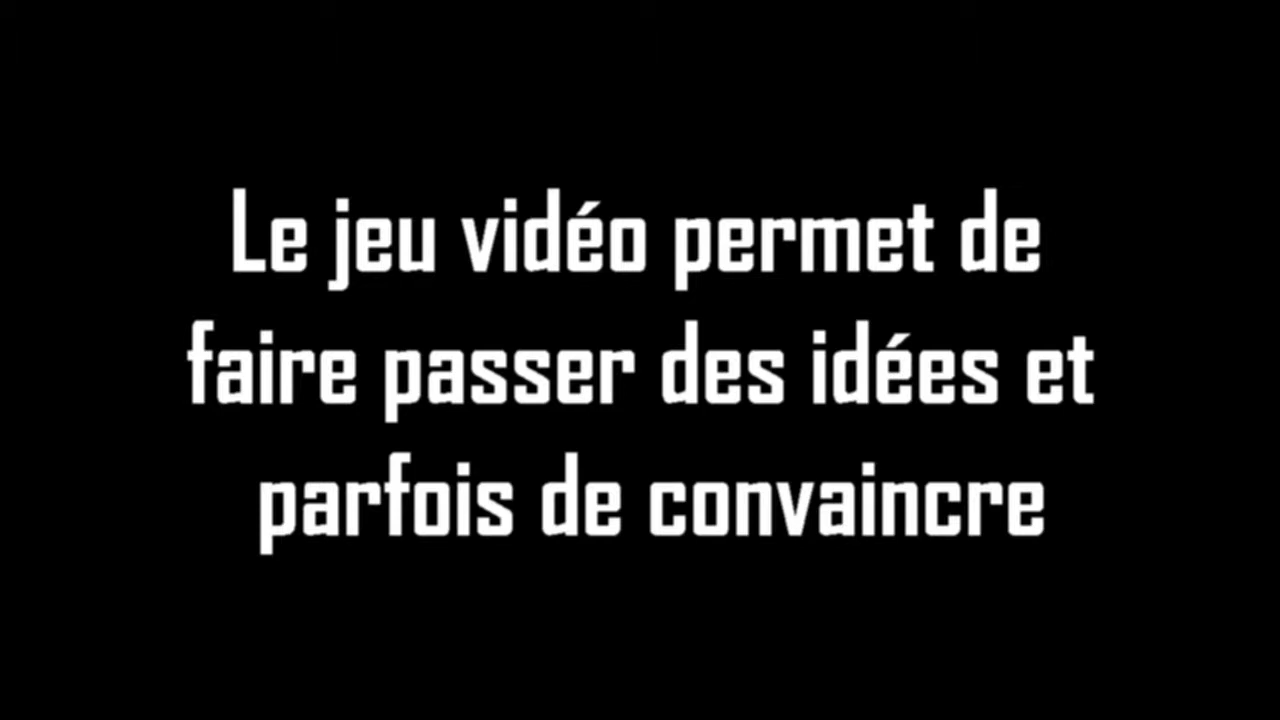 Le jeu vidéo permet de
faire passer des idées et
parfois de convaincre